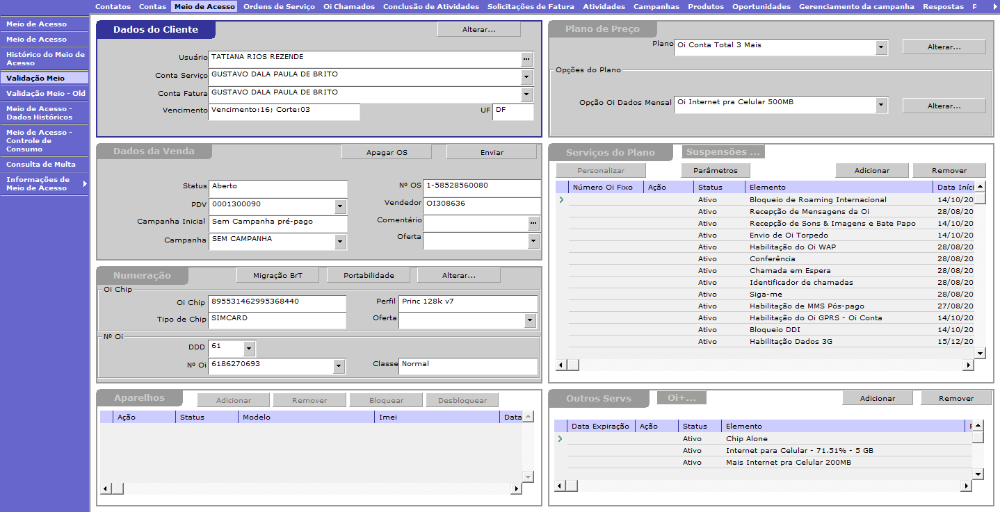 Contatos Contas Meio de Acesso Ordens de Serviço Oi Chamados Conclusão de Atividades Solicitações de Fatura Atividades Campanhas Produtos Oportunidades Gerenciamento da campanha Respostas P
Meio de Acesso
Meio de Acesso
Histórico do Meio de
Acesso
Validação Meio
Validação Meio - Old
Meio de Acesso -
Dados Históricos
Meio de Acesso -
Controle de
Consumo
Consulta de Multa
Informações de
Meio de Acesso
Dados do Cliente Alterar...
Usuário TATIANA RIOS REZENDE ...
Conta Serviço GUSTAVO DALA PAULA DE BRITO
Conta Fatura GUSTAVO DALA PAULA DE BRITO
Vencimento Vencimento:16; Corte:03 UF DF
Plano de Preço
Plano Oi Conta Total 3 Mais Alterar...
Opções do Plano
Opção Oi Dados Mensal Oi Internet pra Celular 500MB Alterar...
Dados da Venda Apagar OS Enviar
Status Aberto Nº OS 1-58528560080
PDV 0001300090 Vendedor OI308636
Campanha Inicial Sem Campanha pré-pago Comentário ...
Campanha SEM CAMPANHA Oferta
Serviços do Plano Suspensões ...
Personalizar Parâmetros Adicionar Remover
Número Oi Fixo Ação Status Elemento Data Iníci
Ativo Bloqueio de Roaming Internacional 14/10/20
Ativo Recepção de Mensagens da Oi 28/08/20
Ativo Recepção de Sons & Imagens e Bate Papo 14/10/20
Ativo Envio de Oi Torpedo 14/10/20
Ativo Habilitação do Oi WAP 28/08/20
Ativo Conferência 28/08/20
Ativo Chamada em Espera 28/08/20
Ativo Identificador de chamadas 28/08/20
Ativo Siga-me 28/08/20
Ativo Habilitação de MMS Pós-pago 27/08/20
Ativo Habilitação do Oi GPRS - Oi Conta 14/10/20
Ativo Bloqueio DDI 14/10/20
Ativo Habilitação Dados 3G 15/12/20
Numeração Migração BrT Portabilidade Alterar...
Oi Chip
Oi Chip 895531462995368440 Perfil Princ 128k v7
Tipo de Chip SIMCARD Oferta
Nº Oi
DDD 61
Nº Oi 6186270693 Classe Normal
Aparelhos Adicionar Remover Bloquear Desbloquear
Ação Status Modelo Imei Data
Outros Servs Oi+... Adicionar Remover
Data Expiração Ação Status Elemento
Ativo Chip Alone
Ativo Internet para Celular - 71.51% - 5 GB
Ativo Mais Internet pra Celular 200MB